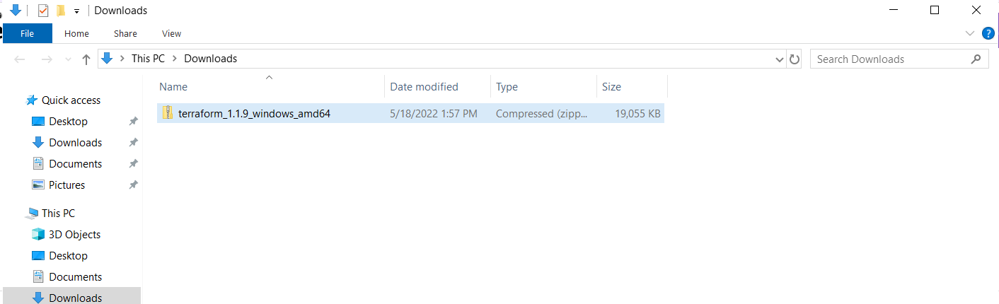 Downloads
File Home Share View
This PC > Downloads
Search Downloads
Name Date modified Type Size
terraform_1.1.9_windows_amd64 5/18/2022 1:57 PM Compressed (zipp... 19,055 KB
Quick access
Desktop
Downloads
Documents
Pictures
This PC
3D Objects
Desktop
Documents
Downloads